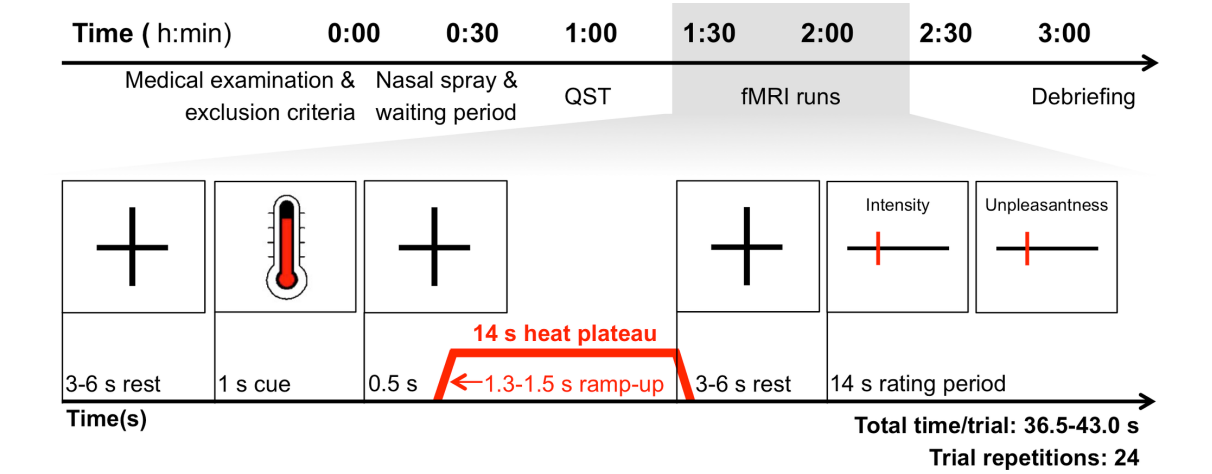 Time ( h:min) 0:00 0:30 1:00 1:30 2:00 2:30 3:00
Medical examination & Nasal spray &
exclusion criteria waiting period QST fMRI runs Debriefing
Intensity Unpleasantness
14 s heat plateau
3-6 s rest 1 s cue 0.5 s 1.3-1.5 s ramp-up 3-6 s rest 14 s rating period
Time(s)
Total time/trial: 36.5-43.0 s
Trial repetitions: 24